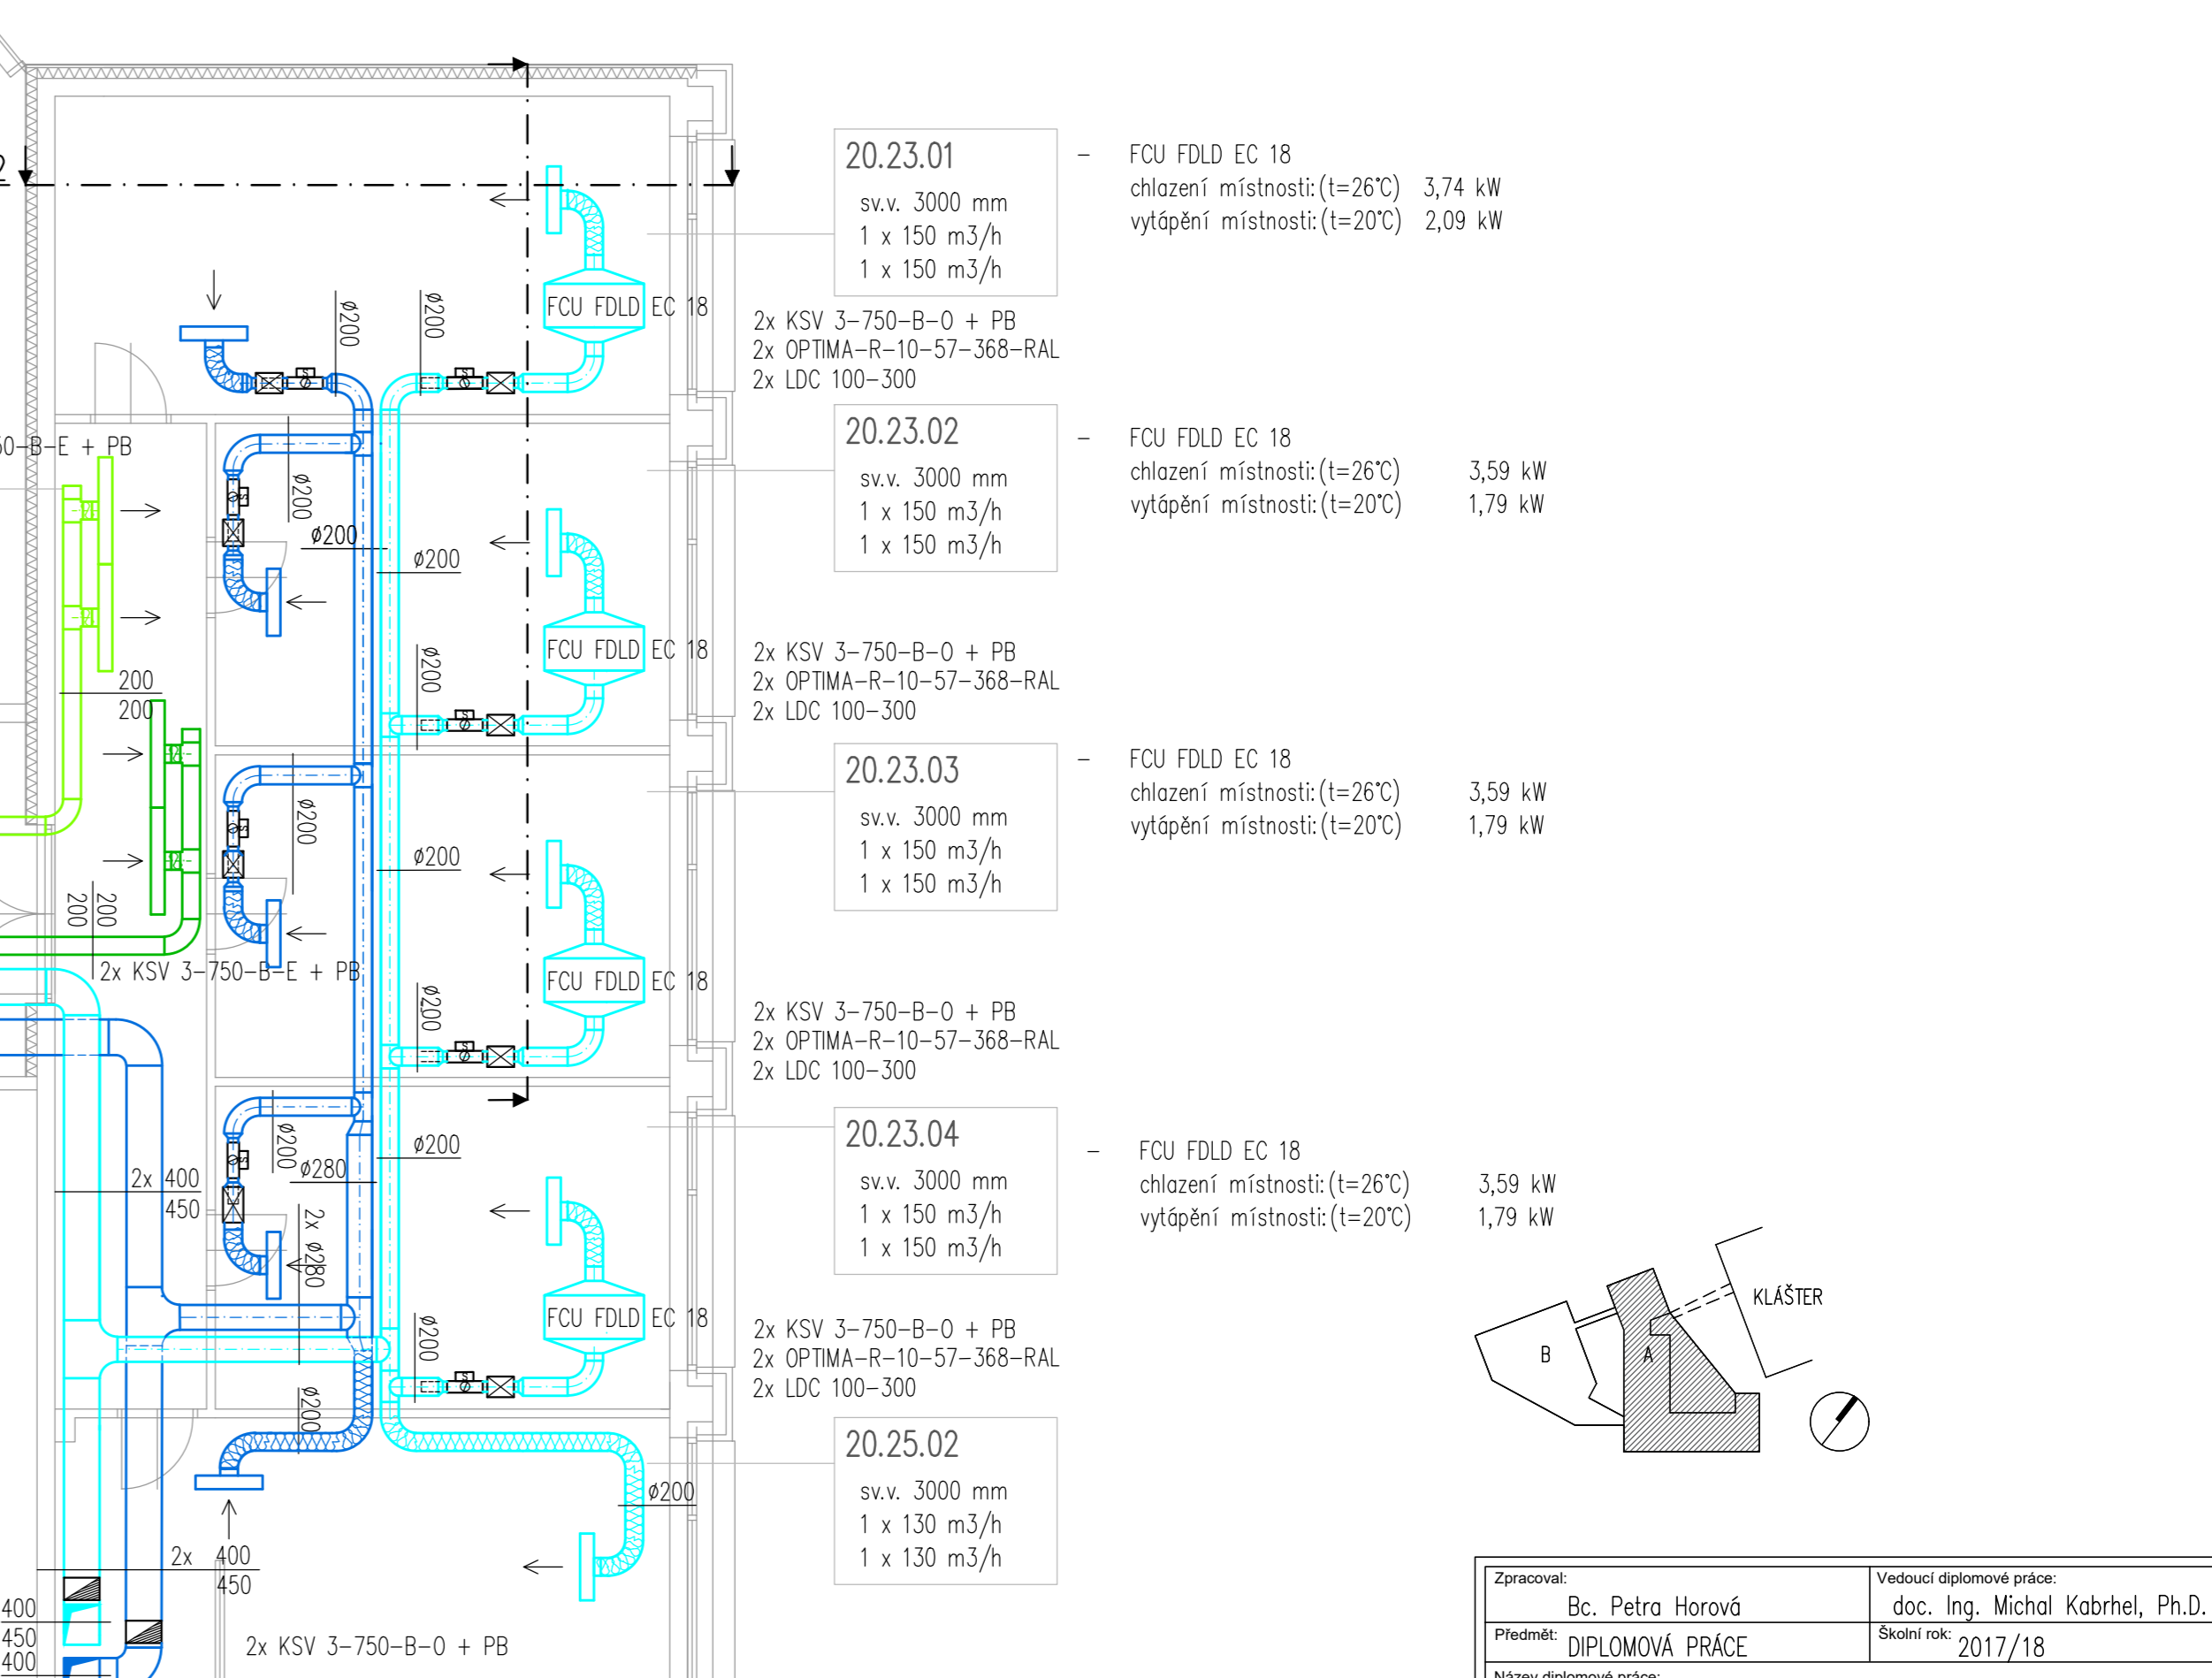 20.23.01
sv.v. 3000 mm
1 x 150 m3/h
1 x 150 m3/h
– FCU FDLD EC 18
chlazení místnosti:(t=26°C) 3,74 kW
vytápění místnosti:(t=20°C) 2,09 kW
FCU FDLD EC 18
ø200
ø200
2x KSV 3-750-B-O + PB
2x OPTIMA-R-10-57-368-RAL
2x LDC 100-300
20.23.02
sv.v. 3000 mm
1 x 150 m3/h
1 x 150 m3/h
– FCU FDLD EC 18
chlazení místnosti:(t=26°C) 3,59 kW
vytápění místnosti:(t=20°C) 1,79 kW
50-B-E + PB
ø200
ø200
ø200
FCU FDLD EC 18
ø200
2x KSV 3-750-B-O + PB
2x OPTIMA-R-10-57-368-RAL
2x LDC 100-300
200
200
20.23.03
sv.v. 3000 mm
1 x 150 m3/h
1 x 150 m3/h
– FCU FDLD EC 18
chlazení místnosti:(t=26°C) 3,59 kW
vytápění místnosti:(t=20°C) 1,79 kW
ø200
ø200
200
200
2x KSV 3-750-B-E + PB
FCU FDLD EC 18
ø200
2x KSV 3-750-B-O + PB
2x OPTIMA-R-10-57-368-RAL
2x LDC 100-300
20.23.04
sv.v. 3000 mm
1 x 150 m3/h
1 x 150 m3/h
– FCU FDLD EC 18
chlazení místnosti:(t=26°C) 3,59 kW
vytápění místnosti:(t=20°C) 1,79 kW
ø200
ø200
ø280
2x 400
450
2x ø280
FCU FDLD EC 18
ø200
2x KSV 3-750-B-O + PB
2x OPTIMA-R-10-57-368-RAL
2x LDC 100-300
KLÁŠTER
B
A
20.25.02
sv.v. 3000 mm
1 x 130 m3/h
1 x 130 m3/h
ø200
ø200
2x 400
450
400
450
400
2x KSV 3-750-B-O + PB
Zpracoval:
Bc. Petra Horová
Vedoucí diplomové práce:
doc. Ing. Michal Kabrhel, Ph.D.
Předmět: DIPLOMOVÁ PRÁCE
Školní rok: 2017/18
Název diplomové práce: